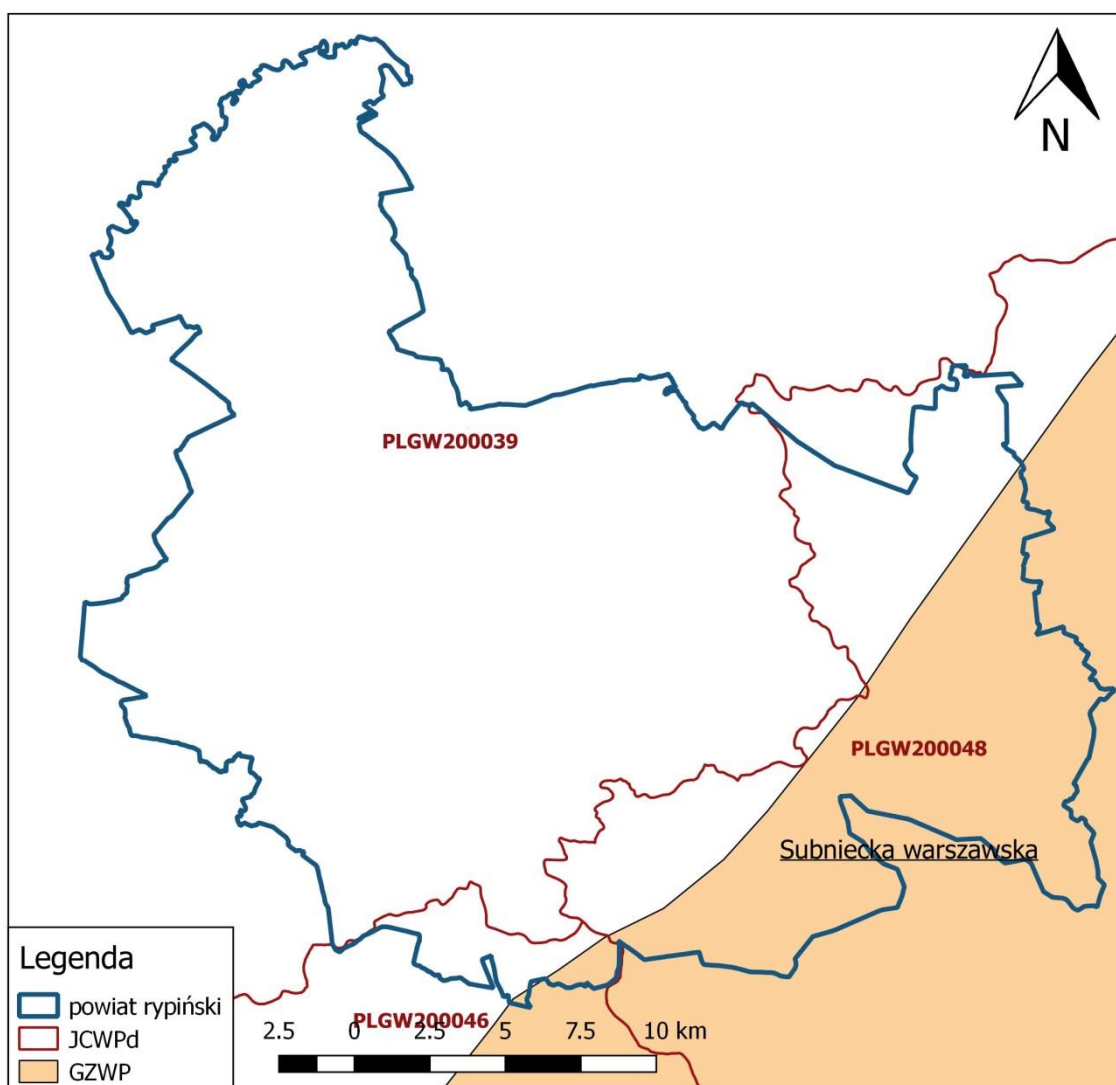 N
PLGW200039
PLGW200048
Subniecka warszawska
Legenda
powiat rypiński
JCWPd
GZWP
PLGW200046
2.5 0 2.5 5 7.5 10 km